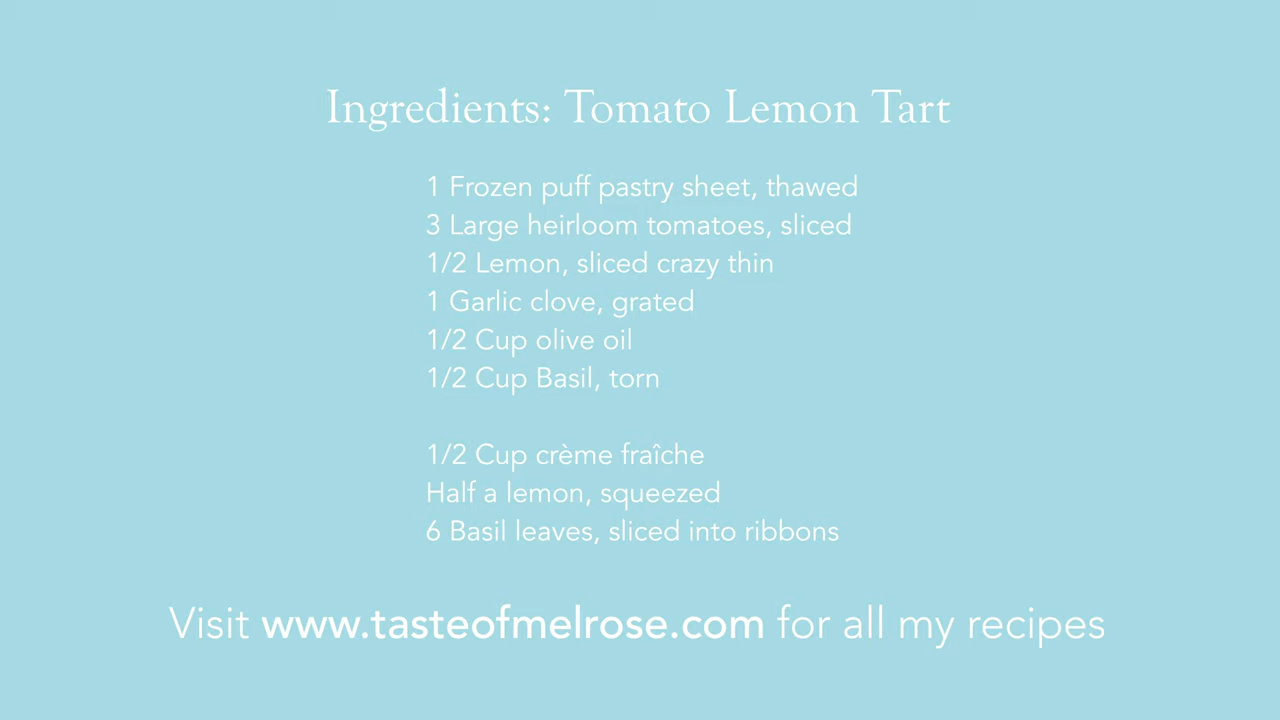 Ingredients: Tomato Lemon Tart
1 Frozen puff pastry sheet, thawed
3 Large heirloom tomatoes, sliced
1/2 Lemon, sliced crazy thin
1 Garlic clove, grated
1/2 Cup olive oil
1/2 Cup Basil, torn
1/2 Cup crème fraîche
Half a lemon, squeezed
6 Basil leaves, sliced into ribbons
Visit www.tasteofmelrose.com for all my recipes